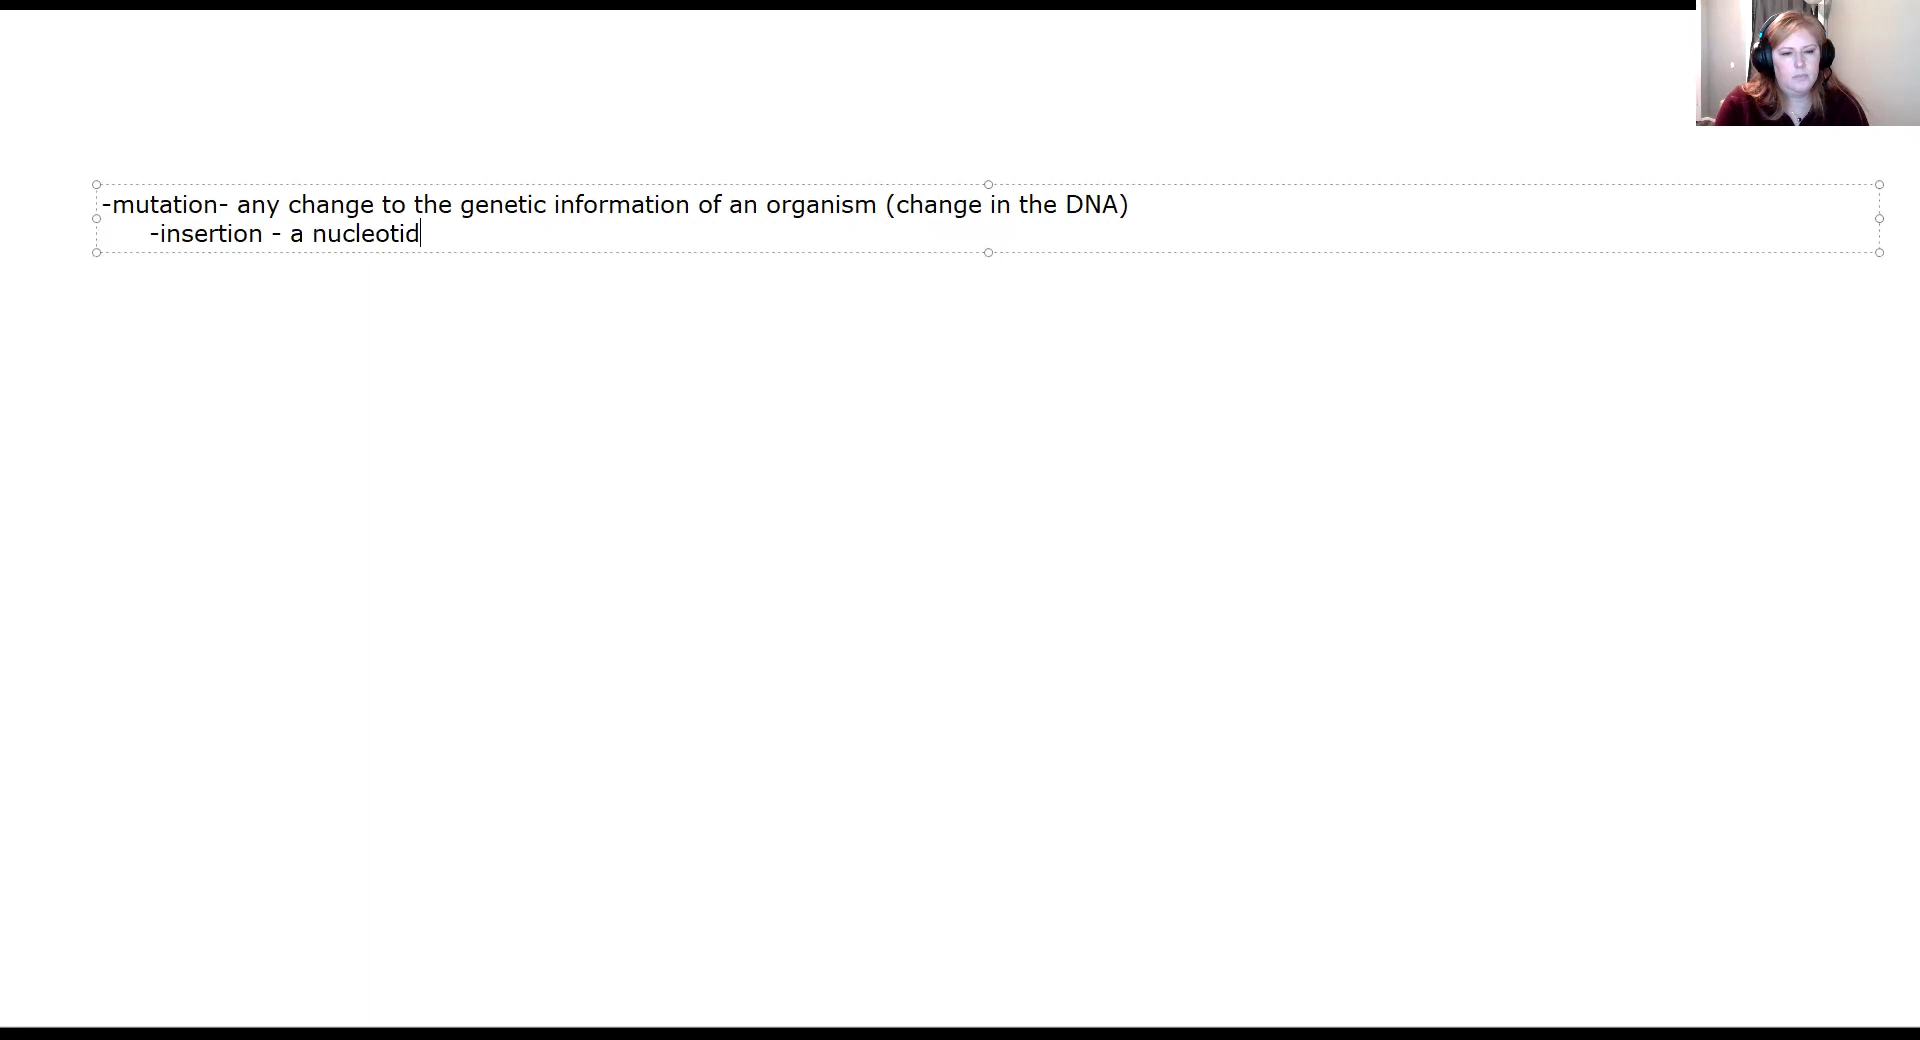 -mutation- any change to the genetic information of an organism (change in the DNA)
-insertion - a nucleotid